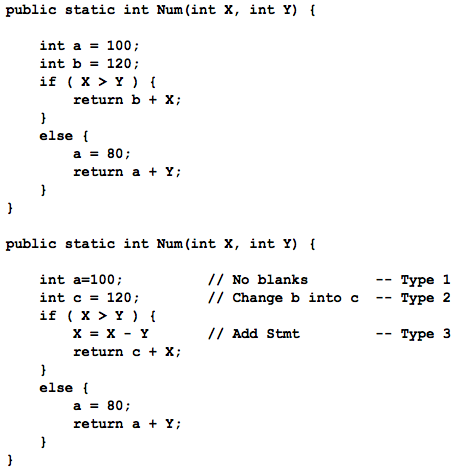 public static int Num(int X, int Y) {
int a = 100;
int b = 120;
if ( X > Y ) {
return b + X;
}
else {
a = 80;
return a + Y;
}
}
public static int Num(int X, int Y) {
int a=100; // No blanks -- Type 1
int c = 120; // Change b into c -- Type 2
if ( X > Y ) {
X = X - Y // Add Stmt -- Type 3
return c + X;
}
else {
a = 80;
return a + Y;
}
}